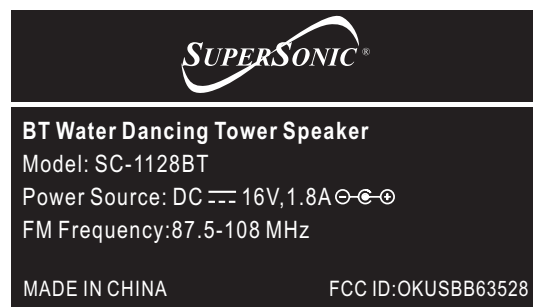 SUPERSONIC®
BT Water Dancing Tower Speaker
Model: SC-1128BT
Power Source: DC ⎓ 16V,1.8A
FM Frequency:87.5-108 MHz
MADE IN CHINA FCC ID:OKUSBB63528